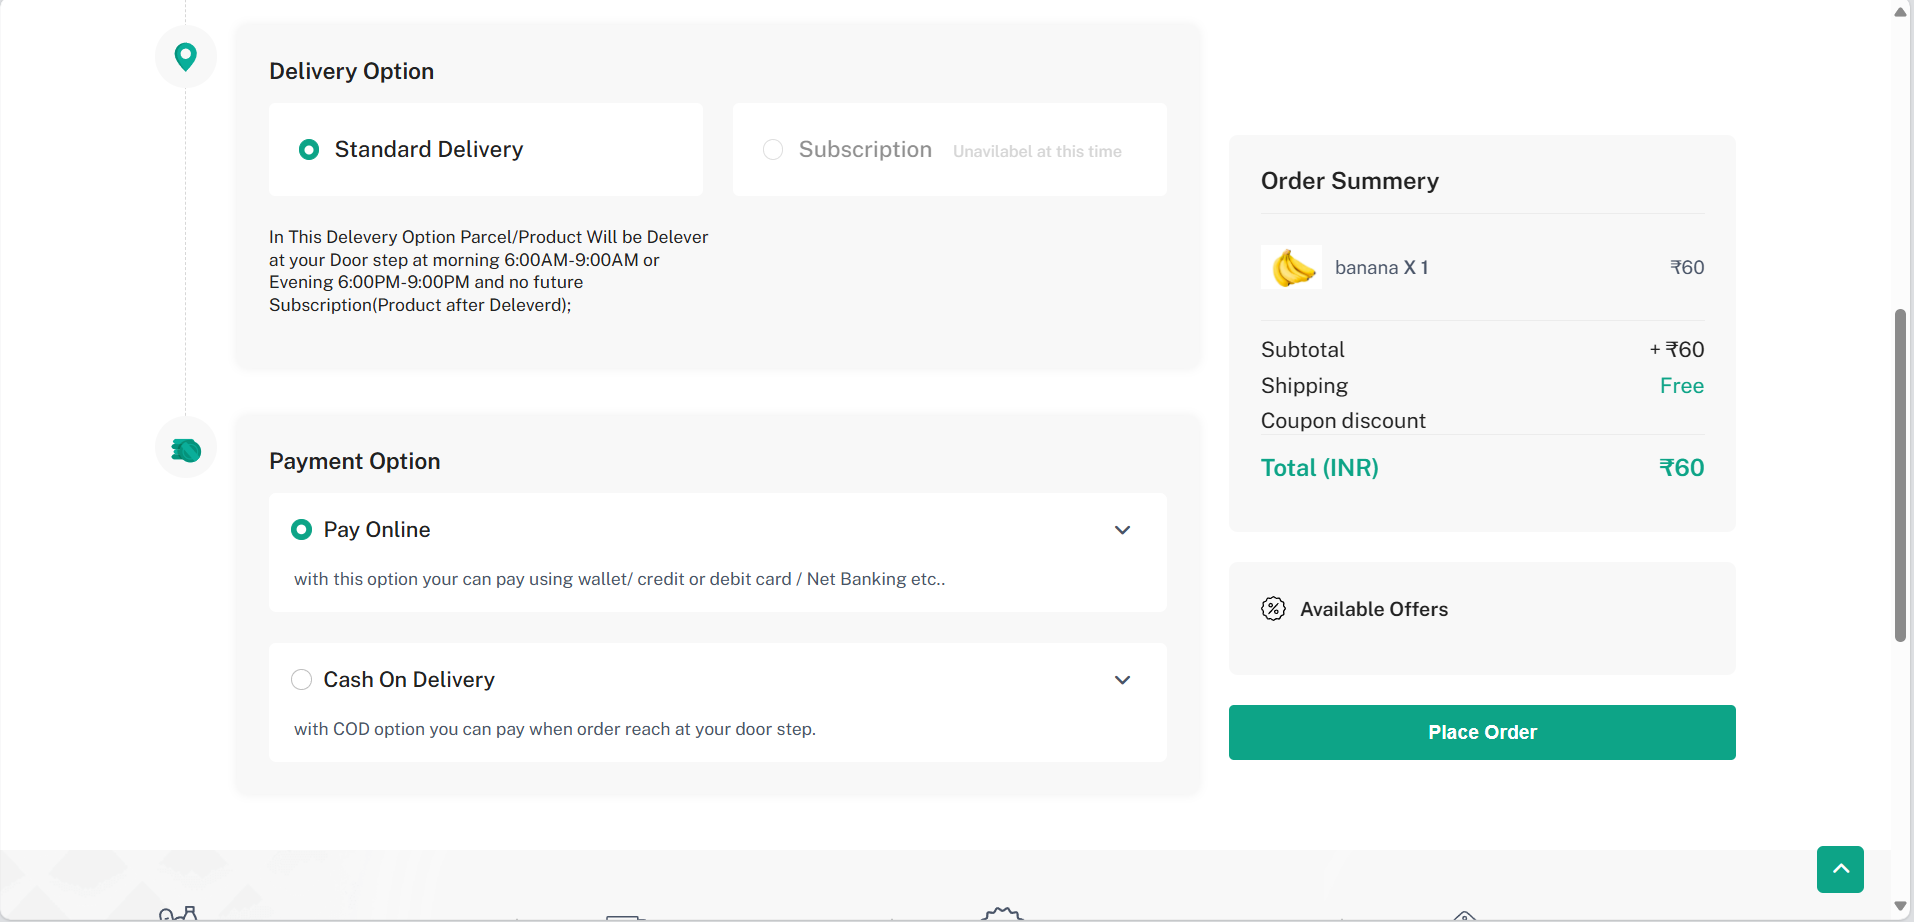 Delivery Option
Standard Delivery
Subscription Unavilabel at this time
In This Delevery Option Parcel/Product Will be Delever
at your Door step at morning 6:00AM-9:00AM or
Evening 6:00PM-9:00PM and no future
Subscription(Product after Deleverd);
Payment Option
Pay Online
with this option your can pay using wallet/ credit or debit card / Net Banking etc..
Cash On Delivery
with COD option you can pay when order reach at your door step.
Order Summery
banana X 1 ₹60
Subtotal + ₹60
Shipping Free
Coupon discount
Total (INR) ₹60
Available Offers
Place Order